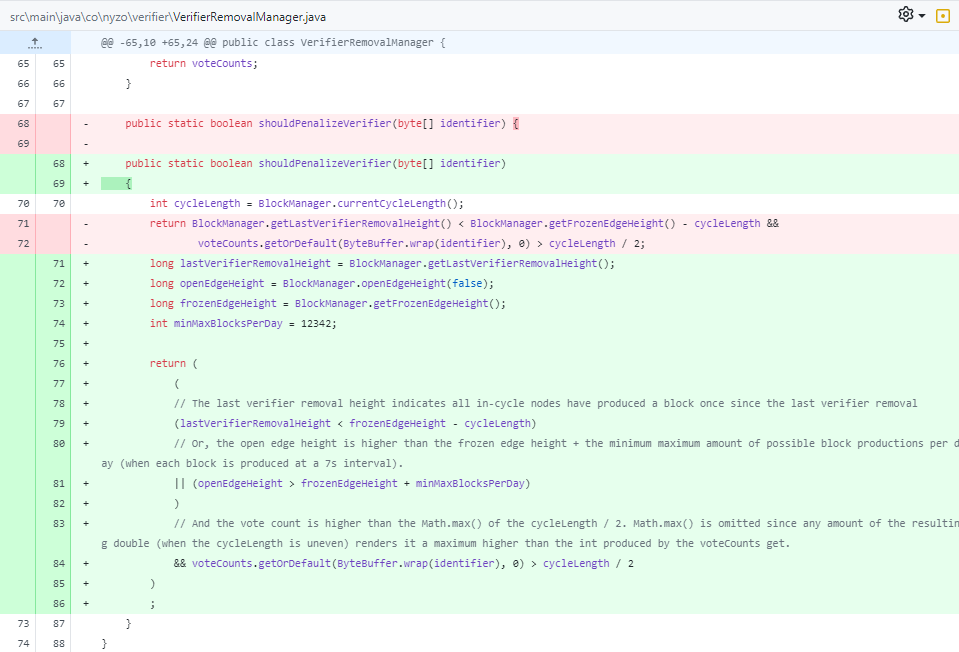 src\main\java\co\nyzo\verifier\VerifierRemovalManager.java
@@ -65,10 +65,24 @@ public class VerifierRemovalManager {
65 65 return voteCounts;
66 66 }
67 67
68 - public static boolean shouldPenalizeVerifier(byte[] identifier) {
69 -
68 + public static boolean shouldPenalizeVerifier(byte[] identifier)
69 + {
70 70 int cycleLength = BlockManager.currentCycleLength();
71 - return BlockManager.getLastVerifierRemovalHeight() < BlockManager.getFrozenEdgeHeight() - cycleLength &&
72 - voteCounts.getOrDefault(ByteBuffer.wrap(identifier), 0) > cycleLength / 2;
71 + long lastVerifierRemovalHeight = BlockManager.getLastVerifierRemovalHeight();
72 + long openEdgeHeight = BlockManager.openEdgeHeight(false);
73 + long frozenEdgeHeight = BlockManager.getFrozenEdgeHeight();
74 + int minMaxBlocksPerDay = 12342;
75 +
76 + return (
77 + (
78 + // The last verifier removal height indicates all in-cycle nodes have produced a block once since the last verifier removal
79 + (lastVerifierRemovalHeight < frozenEdgeHeight - cycleLength)
80 + // Or, the open edge height is higher than the frozen edge height + the minimum maximum amount of possible block productions per d
ay (when each block is produced at a 7s interval).
81 + || (openEdgeHeight > frozenEdgeHeight + minMaxBlocksPerDay)
82 + )
83 + // And the vote count is higher than the Math.max() of the cycleLength / 2. Math.max() is omitted since any amount of the resultin
g double (when the cycleLength is uneven) renders it a maximum higher than the int produced by the voteCounts get.
84 + && voteCounts.getOrDefault(ByteBuffer.wrap(identifier), 0) > cycleLength / 2
85 + )
86 + ;
73 87 }
74 88 }